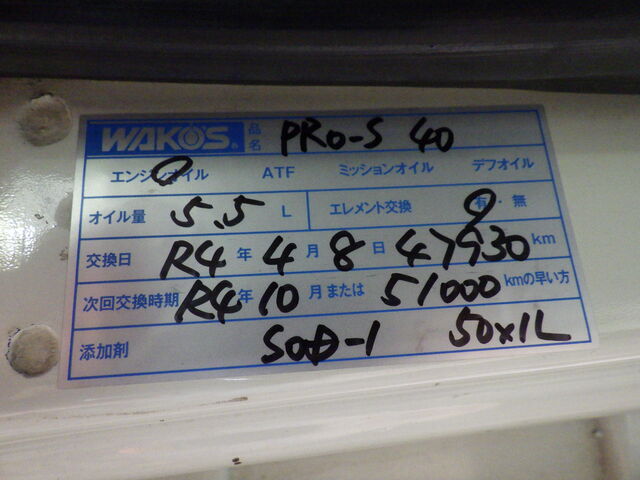 WAKO'S 品名 PRO-S 40
エンジンオイル ATF ミッションオイル デフオイル
オイル量 5.5 L エレメント交換 有・無
交換日 R4 年 4 月 8 日 47930 km
次回交換時期 R4 年 10 月または 51000 kmの早い方
添加剤 SOD-1 50×1L